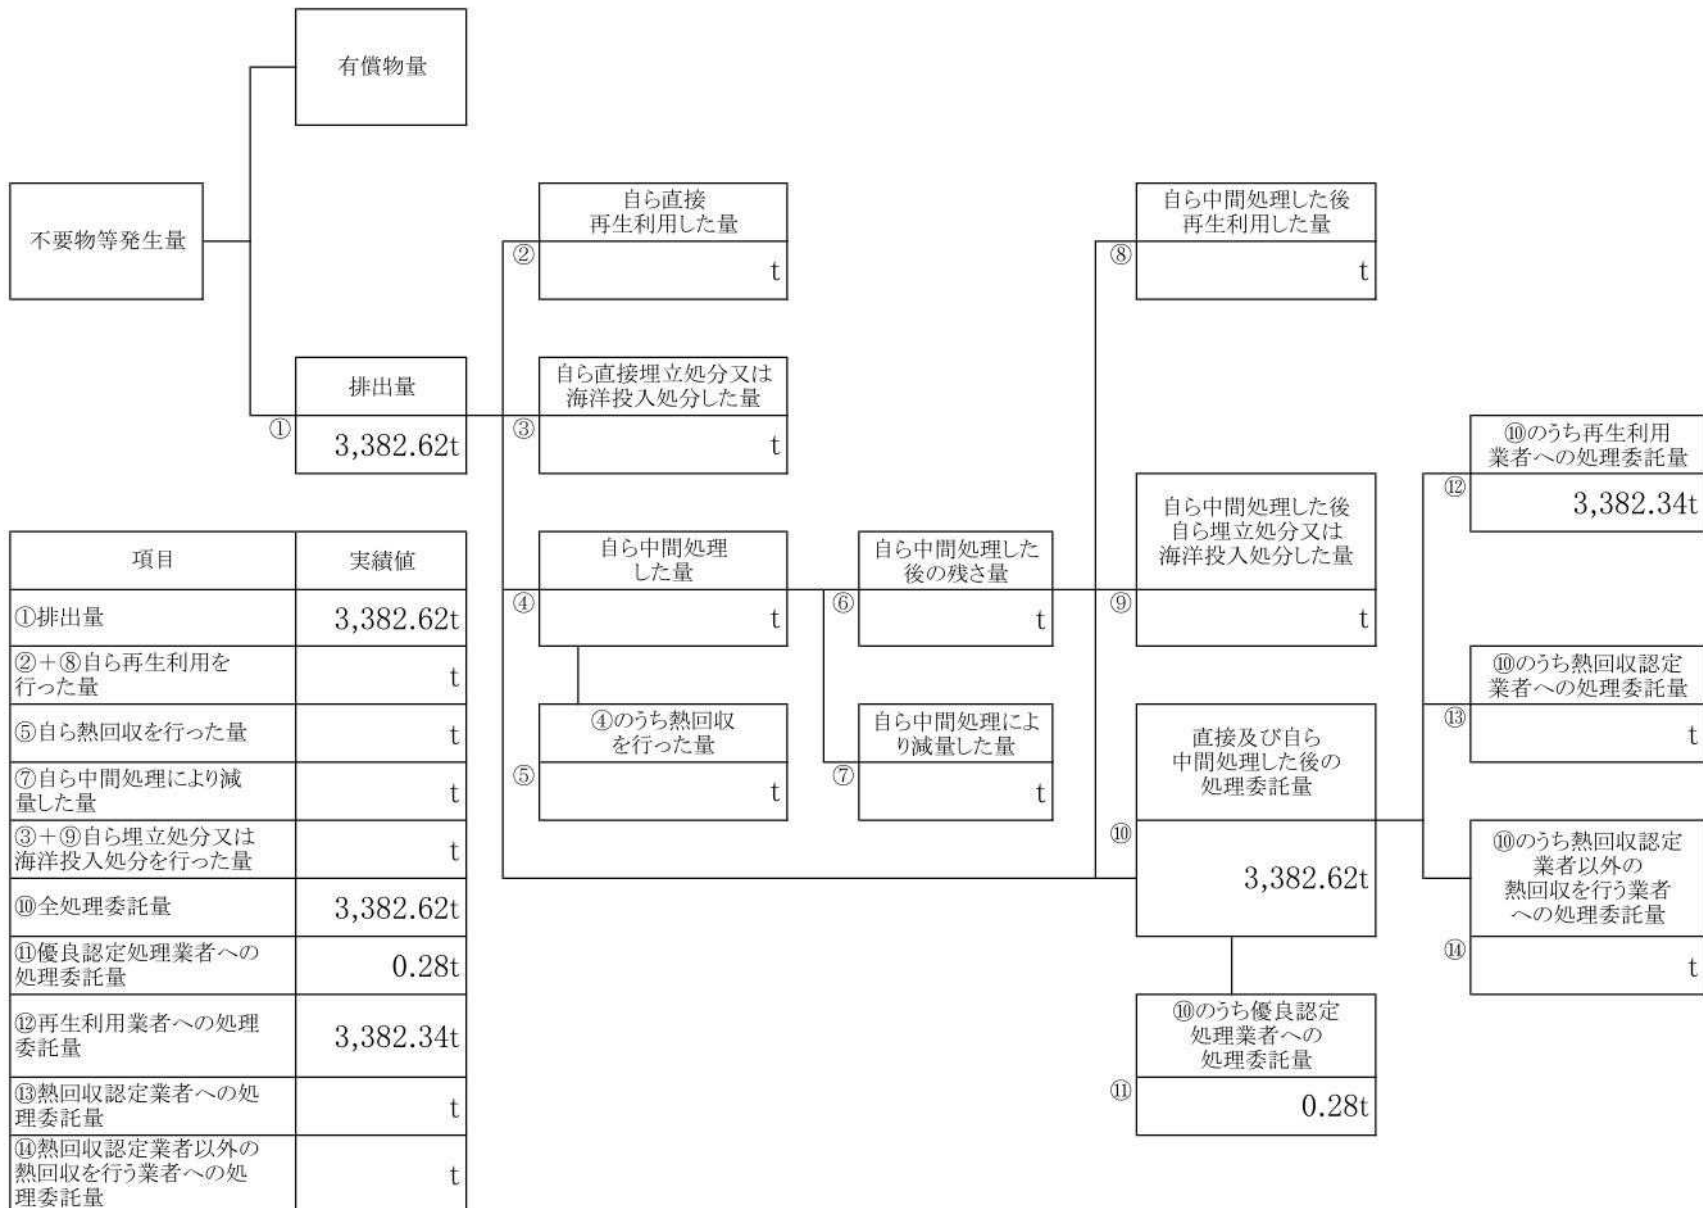 有償物量
不要物等発生量
自ら直接
再生利用した量
②
t
自ら中間処理した後
再生利用した量
⑧
t
排出量
①
3,382.62t
自ら直接埋立処分又は
海洋投入処分した量
③
t
⑩のうち再生利用
業者への処理委託量
⑫
3,382.34t
自ら中間処理
した量
④
t
自ら中間処理した
後の残さ量
⑥
t
自ら中間処理した後
自ら埋立処分又は
海洋投入処分した量
⑨
t
⑩のうち熱回収認定
業者への処理委託量
⑬
t
④のうち熱回収
を行った量
⑤
t
自ら中間処理によ
り減量した量
⑦
t
直接及び自ら
中間処理した後の
処理委託量
⑩
3,382.62t
⑩のうち熱回収認定
業者以外の
熱回収を行う業者
への処理委託量
⑭
t
⑩のうち優良認定
処理業者への
処理委託量
⑪
0.28t
項目 実績値
①排出量 3,382.62t
②+⑧自ら再生利用を
行った量
t
⑤自ら熱回収を行った量 t
⑦自ら中間処理により減
量した量
t
③+⑨自ら埋立処分又は
海洋投入処分を行った量
t
⑩全処理委託量 3,382.62t
⑪優良認定処理業者への
処理委託量
0.28t
⑫再生利用業者への処理
委託量
3,382.34t
⑬熱回収認定業者への処
理委託量
t
⑭熱回収認定業者以外の
熱回収を行う業者への処
理委託量
t